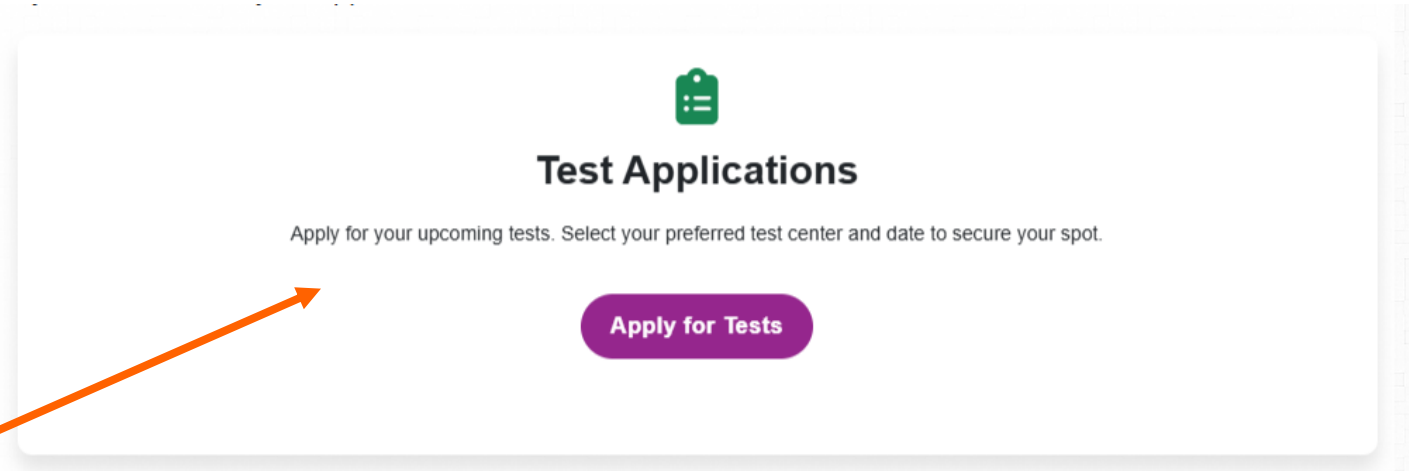 Test Applications
Apply for your upcoming tests. Select your preferred test center and date to secure your spot.
Apply for Tests